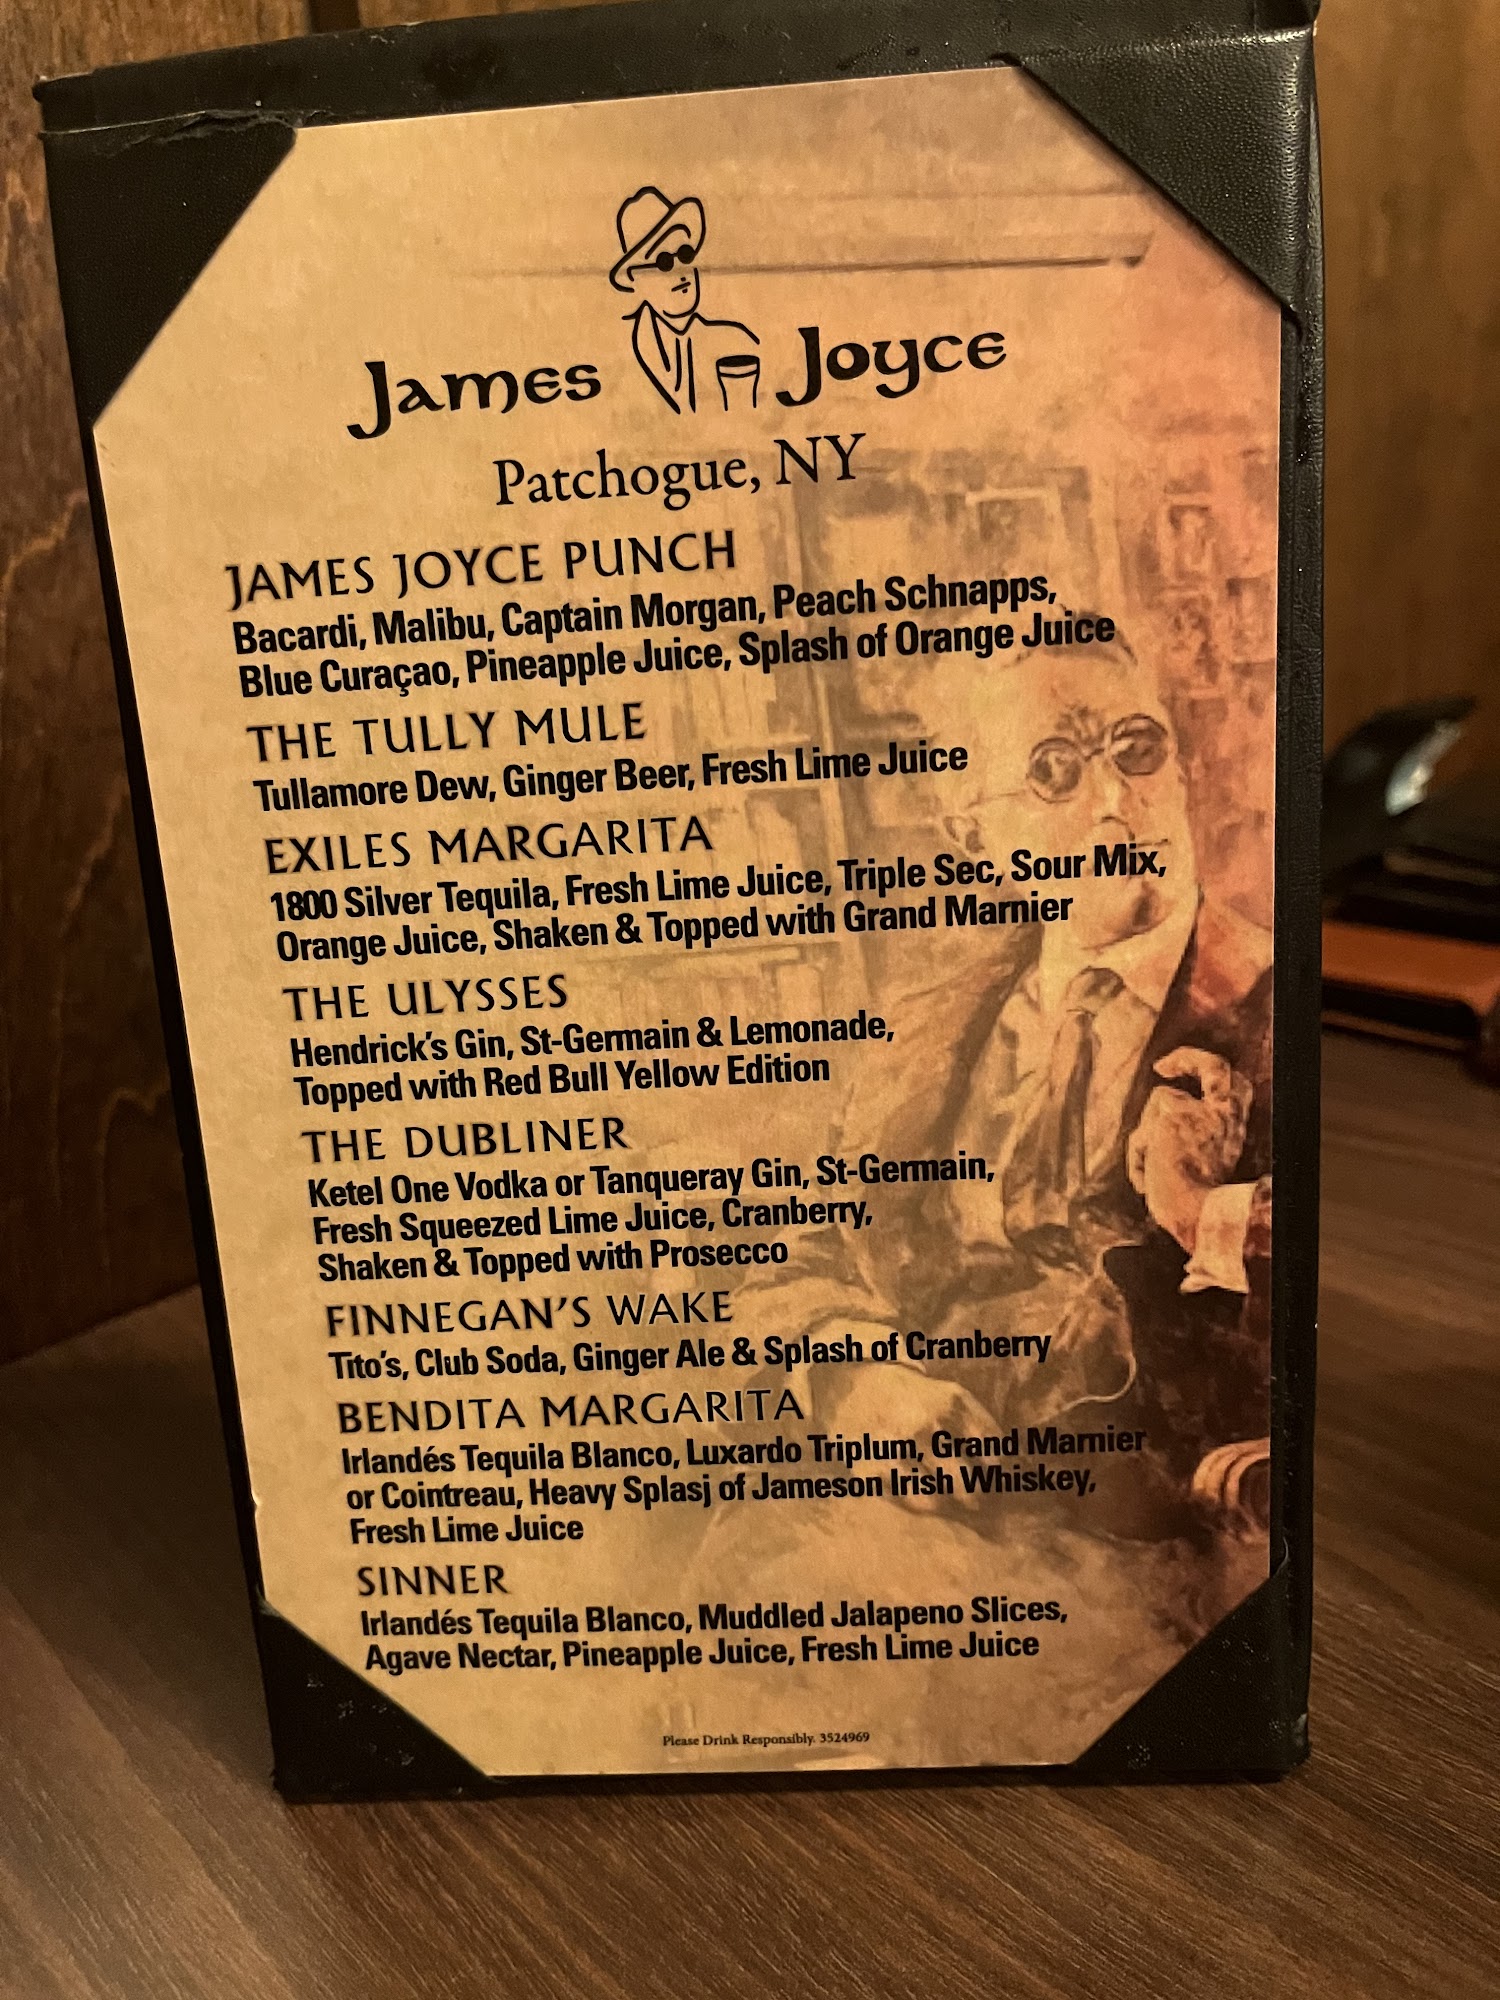 James Joyce
Patchogue, NY
JAMES JOYCE PUNCH
Bacardi, Malibu, Captain Morgan, Peach Schnapps,
Blue Curaçao, Pineapple Juice, Splash of Orange Juice
THE TULLY MULE
Tullamore Dew, Ginger Beer, Fresh Lime Juice
EXILES MARGARITA
1800 Silver Tequila, Fresh Lime Juice, Triple Sec, Sour Mix,
Orange Juice, Shaken & Topped with Grand Marnier
THE ULYSSES
Hendrick's Gin, St-Germain & Lemonade,
Topped with Red Bull Yellow Edition
THE DUBLINER
Ketel One Vodka or Tanqueray Gin, St-Germain,
Fresh Squeezed Lime Juice, Cranberry,
Shaken & Topped with Prosecco
FINNEGAN'S WAKE
Tito's, Club Soda, Ginger Ale & Splash of Cranberry
BENDITA MARGARITA
Irlandés Tequila Blanco, Luxardo Triplum, Grand Marnier
or Cointreau, Heavy Splasj of Jameson Irish Whiskey,
Fresh Lime Juice
SINNER
Irlandés Tequila Blanco, Muddled Jalapeno Slices,
Agave Nectar, Pineapple Juice, Fresh Lime Juice
Please Drink Responsibly. 3524969